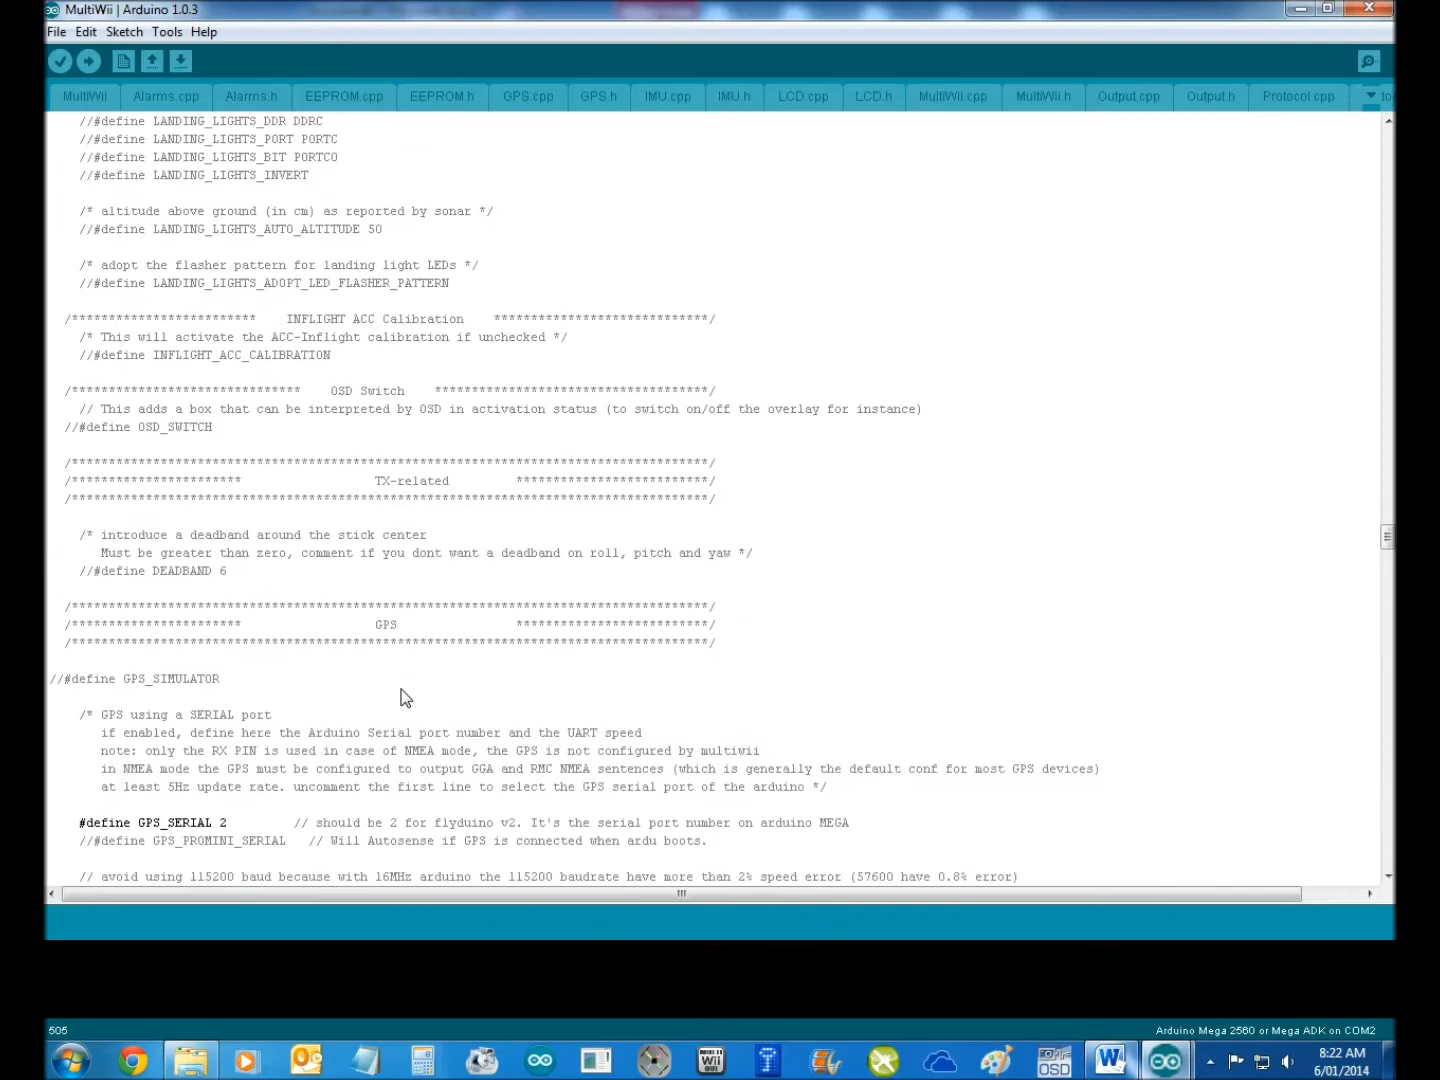 MultiWii | Arduino 1.0.3
File Edit Sketch Tools Help
MultiWii Alarms.cpp Alarms.h EEPROM.cpp EEPROM.h GPS.cpp GPS.h IMU.cpp IMU.h LCD.cpp LCD.h MultiWii.cpp MultiWii.h Output.cpp Output.h Protocol.cpp
//#define LANDING_LIGHTS_DDR DDRC
//#define LANDING_LIGHTS_PORT PORTC
//#define LANDING_LIGHTS_BIT PORTC0
//#define LANDING_LIGHTS_INVERT
/* altitude above ground (in cm) as reported by sonar */
//#define LANDING_LIGHTS_AUTO_ALTITUDE 50
/* adopt the flasher pattern for landing light LEDs */
//#define LANDING_LIGHTS_ADOPT_LED_FLASHER_PATTERN
/************************* INFLIGHT ACC Calibration *****************************/
/* This will activate the ACC-Inflight calibration if unchecked */
//#define INFLIGHT_ACC_CALIBRATION
/******************************* OSD Switch *************************************/
// This adds a box that can be interpreted by OSD in activation status (to switch on/off the overlay for instance)
//#define OSD_SWITCH
/**************************************************************************************/
/*********************** TX-related **************************/
/**************************************************************************************/
/* introduce a deadband around the stick center
Must be greater than zero, comment if you dont want a deadband on roll, pitch and yaw */
//#define DEADBAND 6
/**************************************************************************************/
/*********************** GPS **************************/
/**************************************************************************************/
//#define GPS_SIMULATOR
/* GPS using a SERIAL port
if enabled, define here the Arduino Serial port number and the UART speed
note: only the RX PIN is used in case of NMEA mode, the GPS is not configured by multiwii
in NMEA mode the GPS must be configured to output GGA and RMC NMEA sentences (which is generally the default conf for most GPS devices)
at least 5Hz update rate. uncomment the first line to select the GPS serial port of the arduino */
#define GPS_SERIAL 2 // should be 2 for flyduino v2. It's the serial port number on arduino MEGA
//#define GPS_PROMINI_SERIAL // Will Autosense if GPS is connected when ardu boots.
// avoid using 115200 baud because with 16MHz arduino the 115200 baudrate have more than 2% speed error (57600 have 0.8% error)
505
Arduino Mega 2560 or Mega ADK on COM2
Wii
OSD
8:22 AM
6/01/2014